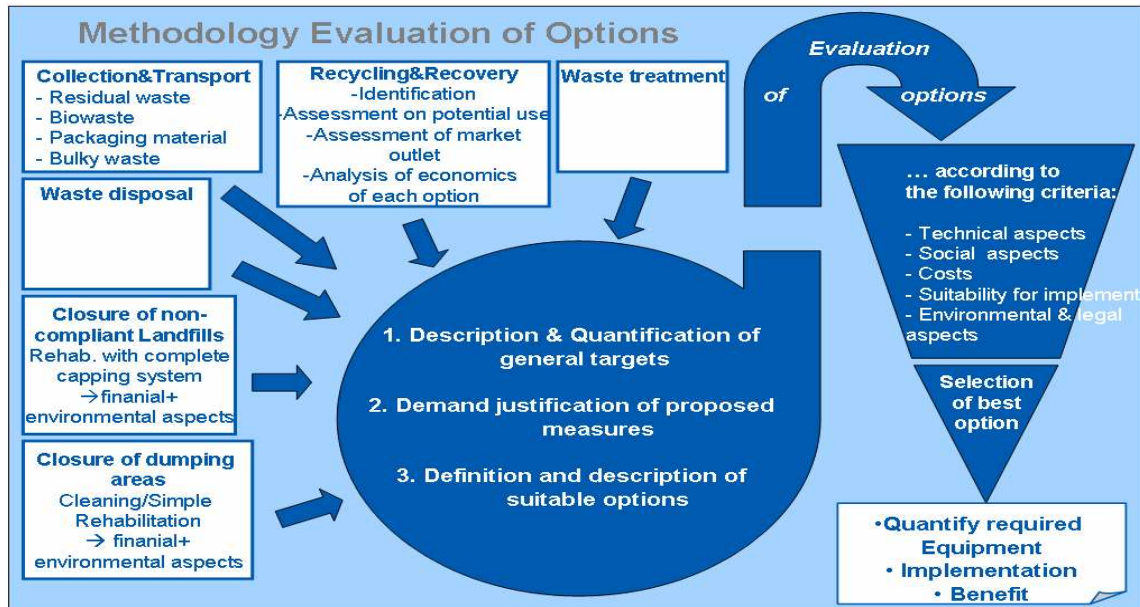 Methodology Evaluation of Options
Collection&Transport
- Residual waste
- Biowaste
- Packaging material
- Bulky waste
Recycling&Recovery
-Identification
-Assessment on potential use
-Assessment of market
outlet
-Analysis of economics
of each option
Waste treatment
Waste disposal
Closure of non-
compliant Landfills
Rehab. with complete
capping system
→finanial+
environmental aspects
Closure of dumping
areas
Cleaning/Simple
Rehabilitation
→ finanial+
environmental aspects
1. Description & Quantification of
general targets
2. Demand justification of proposed
measures
3. Definition and description of
suitable options
Evaluation
of options
... according to
the following criteria:
- Technical aspects
- Social aspects
- Costs
- Suitability for implement
- Environmental & legal
aspects
Selection
of best
option
•Quantify required
Equipment
• Implementation
• Benefit